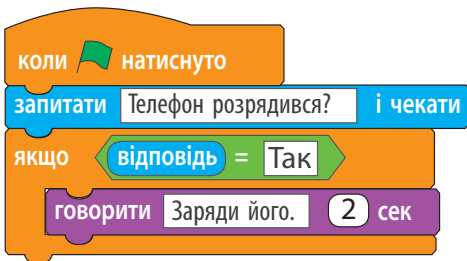 коли натиснуто
запитати Телефон розрядився? і чекати
якщо відповідь = Так
говорити Заряди його. 2 сек